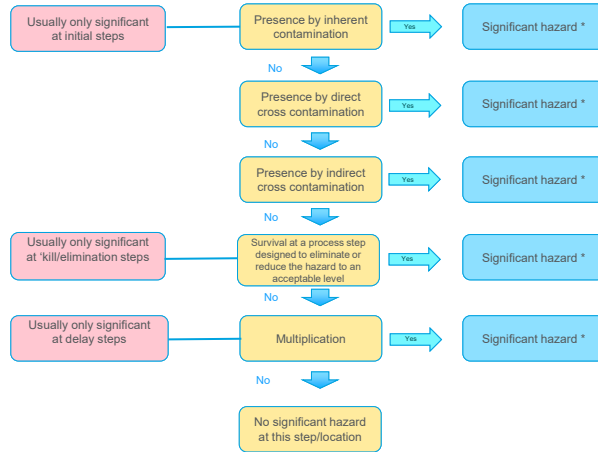 Usually only significant
at initial steps
Presence by inherent
contamination
Yes
Significant hazard *
No
Presence by direct
cross contamination
Yes
Significant hazard *
No
Presence by indirect
cross contamination
Yes
Significant hazard *
No
Usually only significant
at 'kill/elimination steps
Survival at a process step
designed to eliminate or
reduce the hazard to an
acceptable level
Yes
Significant hazard *
No
Usually only significant
at delay steps
Multiplication
Yes
Significant hazard *
No
No significant hazard
at this step/location